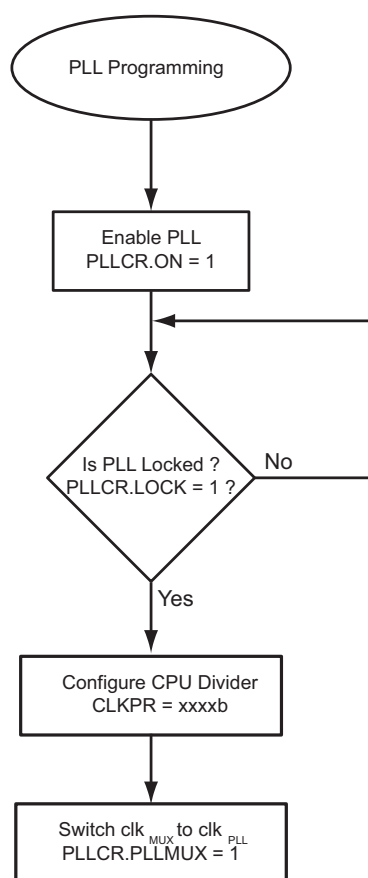 PLL Programming
Enable PLL
PLLCR.ON = 1
Is PLL Locked ?
PLLCR.LOCK = 1 ?
No
Yes
Configure CPU Divider
CLKPR = xxxxb
Switch clk MUX to clk PLL
PLLCR.PLLMUX = 1